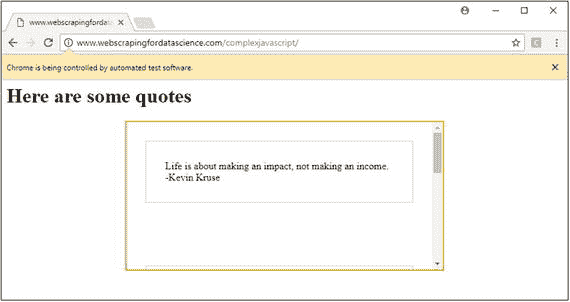 www.webscrapingfordata
www.webscrapingfordatascience.com/complexjavascript/
Chrome is being controlled by automated test software.
Here are some quotes
Life is about making an impact, not making an income.
-Kevin Kruse